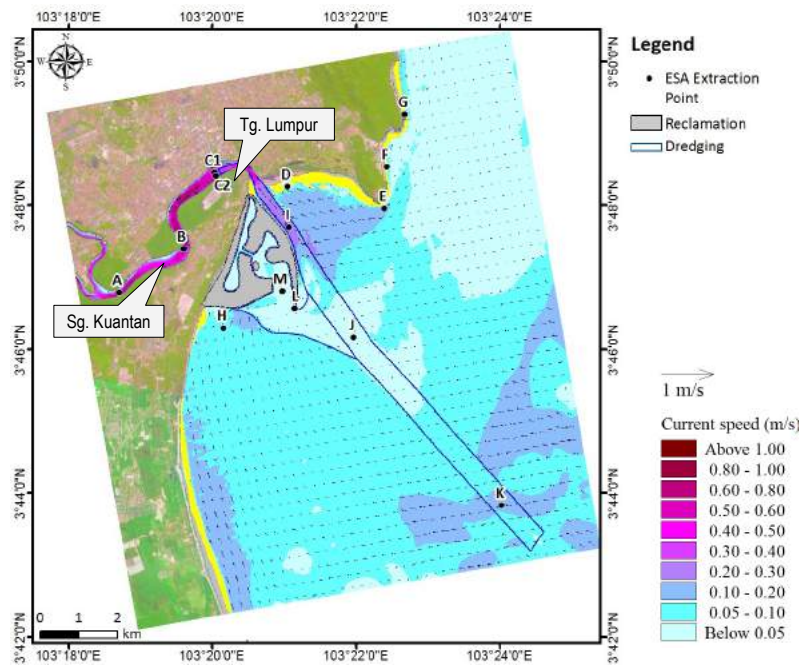 103°18'0"E 103°20'0"E 103°22'0"E 103°24'0"E
3°50'0"N 3°50'0"N
N
W E
S
G
Tg. Lumpur
F
C1
C2
D
E
3°48'0"N 3°48'0"N
I
B
M
A
L
Sg. Kuantan
H
J
3°46'0"N 3°46'0"N
K
3°44'0"N 3°44'0"N
0 1 2
km
3°42'0"N 3°42'0"N
103°18'0"E 103°20'0"E 103°22'0"E 103°24'0"E
Legend
ESA Extraction
Point
Reclamation
Dredging
1 m/s
Current speed (m/s)
Above 1.00
0.80 - 1.00
0.60 - 0.80
0.50 - 0.60
0.40 - 0.50
0.30 - 0.40
0.20 - 0.30
0.10 - 0.20
0.05 - 0.10
Below 0.05